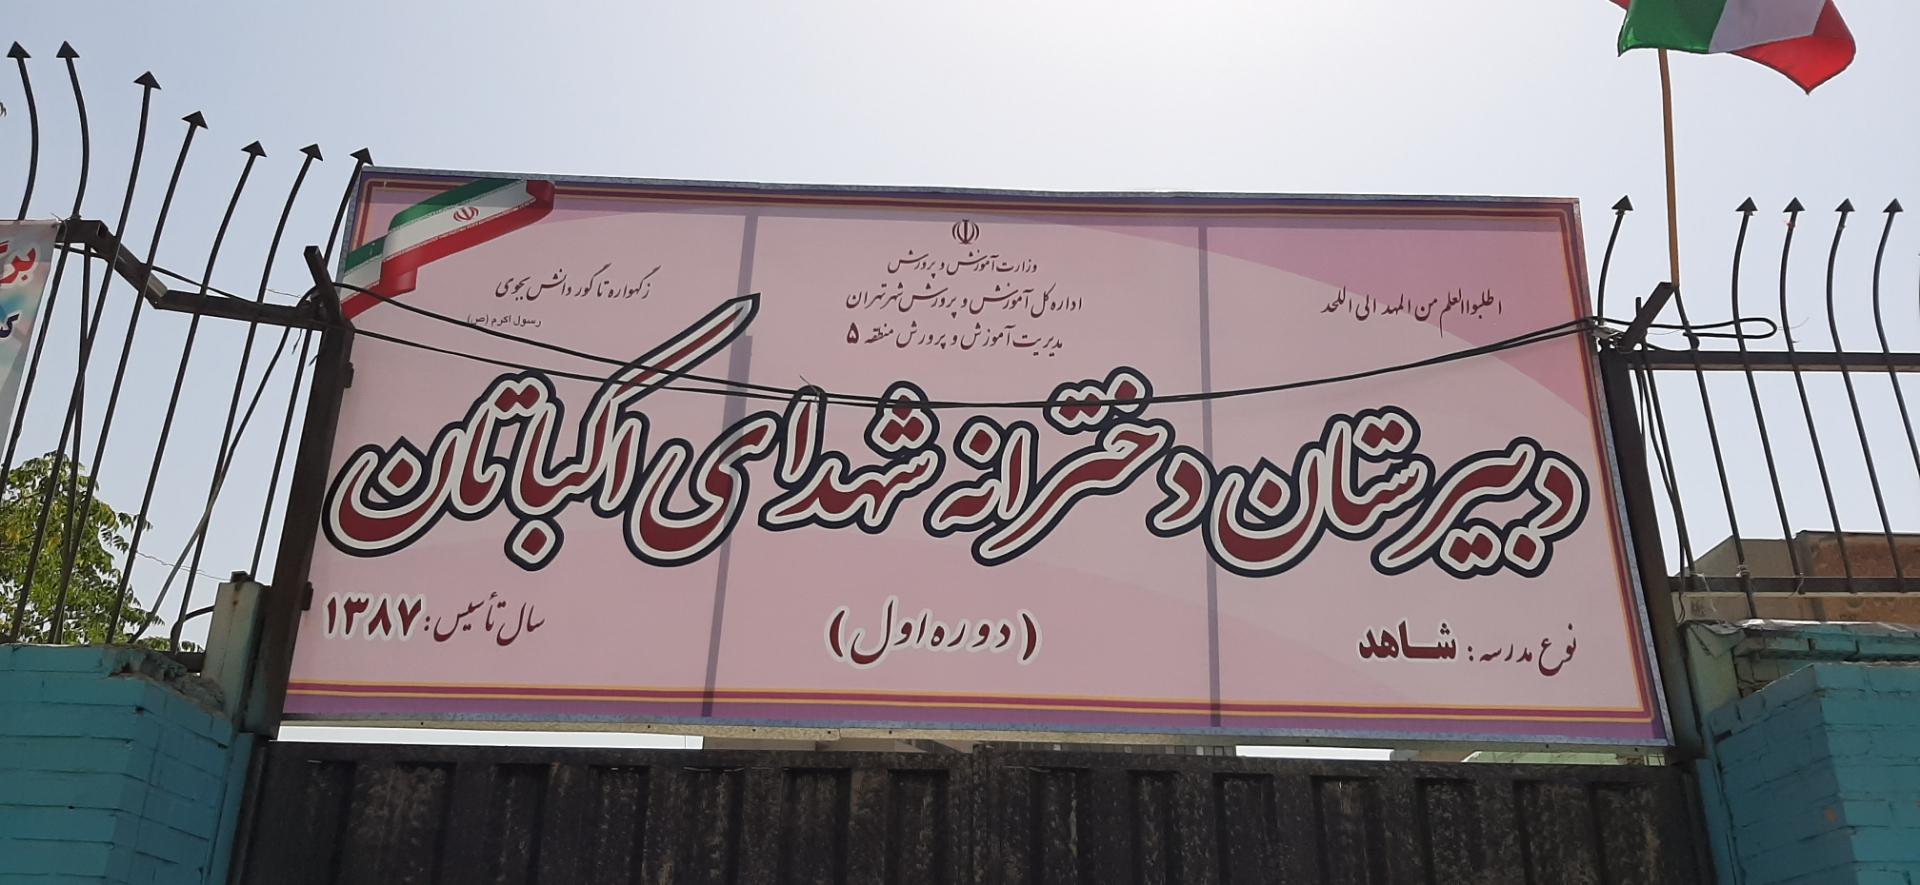 وزارت آموزش و پرورش
اداره کل آموزش و پرورش شهر تهران
مدیریت آموزش و پرورش منطقه ۵
اطلبوا العلم من المهد الی اللحد
زگهواره تا گور دانش بجوی
رسول اکرم (ص)
دبیرستان دخترانه شهدای اکباتان
(دوره اول)
نوع مدرسه: شاهد
سال تأسیس: ۱۳۸۷